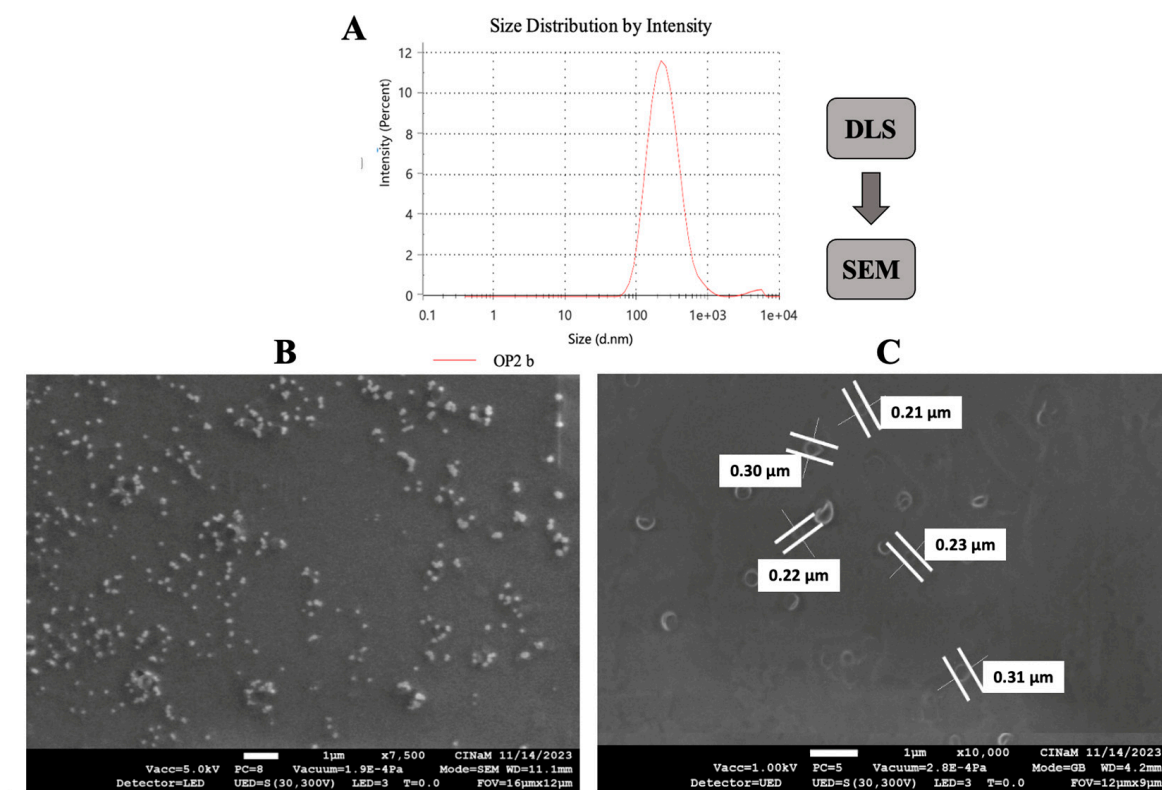 A
Size Distribution by Intensity
Intensity (Percent)
12
10
8
6
4
2
0
0.1 1 10 100 1e+03 1e+04
Size (d.nm)
OP2 b
DLS
SEM
B
1µm x7,500 CINaM 11/14/2023
Vacc=5.0kV PC=8 Vacuum=1.9E-4Pa Mode=SEM WD=11.1mm
Detector=LED UED=S(30,300V) LED=3 T=0.0 FOV=16µmx12µm
C
0.21 µm
0.30 µm
0.22 µm
0.23 µm
0.31 µm
1µm x10,000 CINaM 11/14/2023
Vacc=1.00kV PC=5 Vacuum=2.8E-4Pa Mode=GB WD=4.2mm
Detector=UED UED=S(30,300V) LED=3 T=0.0 FOV=12µmx9µm